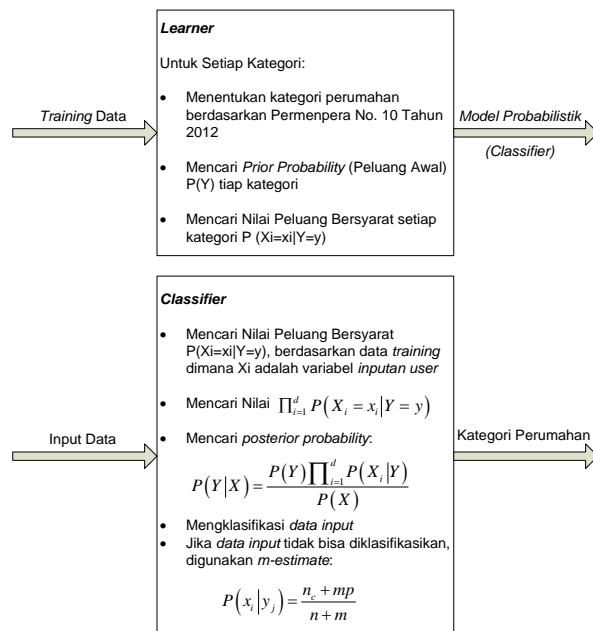 Learner
Untuk Setiap Kategori:
• Menentukan kategori perumahan
berdasarkan Permenpera No. 10 Tahun
2012
• Mencari Prior Probability (Peluang Awal)
P(Y) tiap kategori
• Mencari Nilai Peluang Bersyarat setiap
kategori P (Xi=xi|Y=y)
Training Data
Model Probabilistik
(Classifier)
Classifier
• Mencari Nilai Peluang Bersyarat
P(Xi=xi|Y=y), berdasarkan data training
dimana Xi adalah variabel inputan user
• Mencari Nilai ∏_{i=1}^{d} P(X_i = x_i|Y = y)
• Mencari posterior probability:
P(Y|X) = P(Y)∏_{i=1}^{d} P(X_i|Y) / P(X)
• Mengklasifikasi data input
• Jika data input tidak bisa diklasifikasikan,
digunakan m-estimate:
P(x_i|y_j) = n_c + mp / n + m
Input Data
Kategori Perumahan